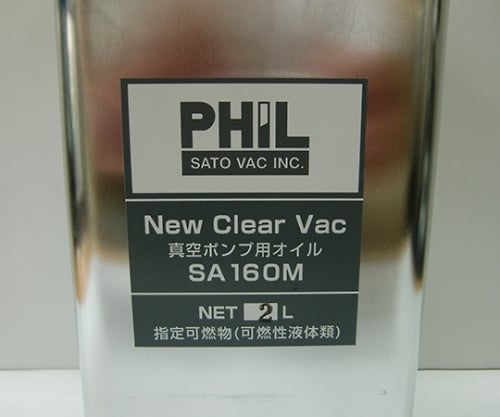 PHIL
SATO VAC INC.
New Clear Vac
真空ポンプ用オイル
SA160M
NET 2 L
指定可燃物(可燃性液体類)